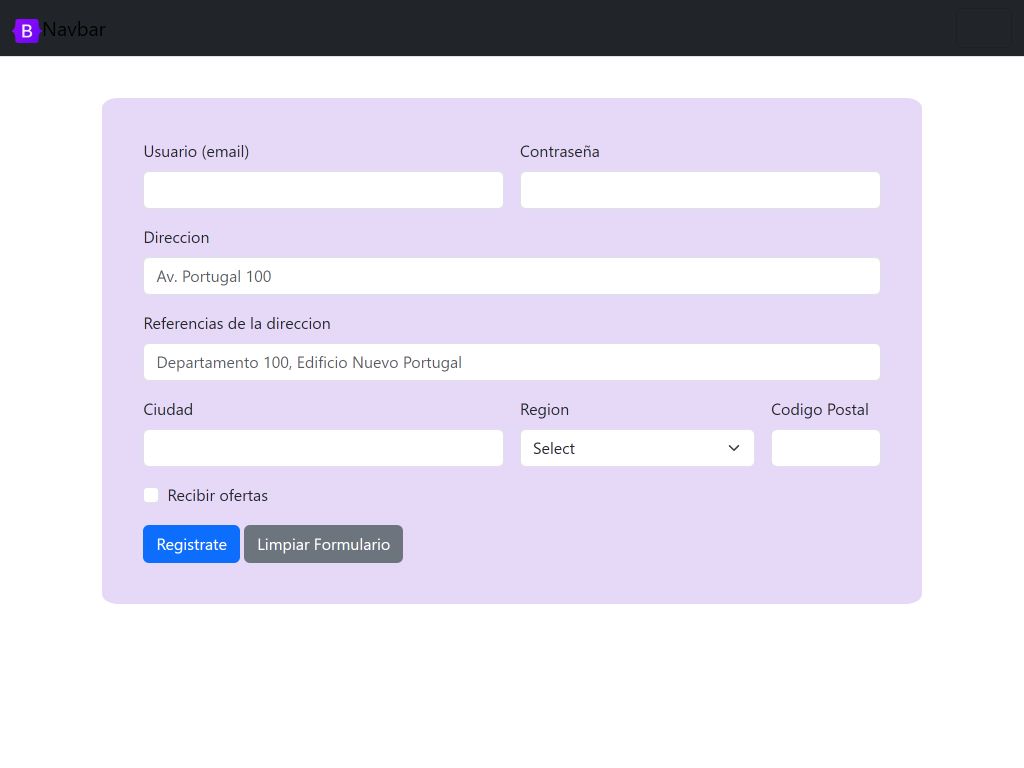 B Navbar
Usuario (email) Contraseña
Direccion
Av. Portugal 100
Referencias de la direccion
Departamento 100, Edificio Nuevo Portugal
Ciudad Region Codigo Postal
Select
Recibir ofertas
Registrate Limpiar Formulario